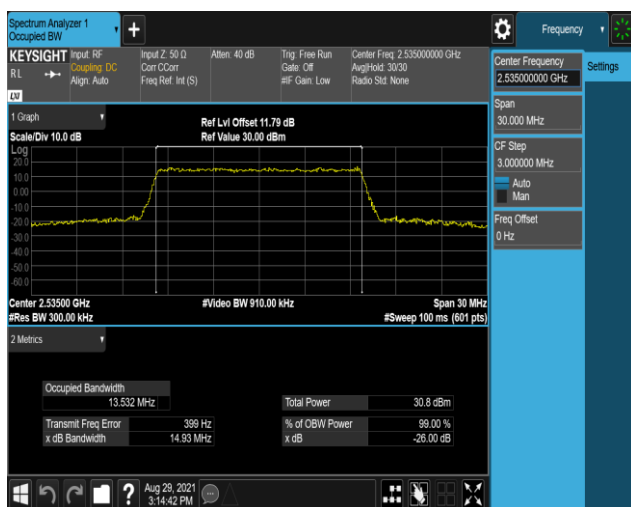 Spectrum Analyzer 1
Occupied BW
+
Frequency
KEYSIGHT
RL
LXI
Input: RF
Coupling: DC
Align: Auto
Input Z: 50 Ω
Corr CCorr
Freq Ref: Int (S)
Atten: 40 dB
Trig: Free Run
Gate: Off
#IF Gain: Low
Center Freq: 2.535000000 GHz
Avg|Hold: 30/30
Radio Std: None
Center Frequency
2.535000000 GHz
Settings
Span
30.000 MHz
CF Step
3.000000 MHz
Auto
Man
Freq Offset
0 Hz
1 Graph
Scale/Div 10.0 dB
Ref Lvl Offset 11.79 dB
Ref Value 30.00 dBm
Log
20.0
10.0
0.00
-10.0
-20.0
-30.0
-40.0
-50.0
-60.0
Center 2.53500 GHz
#Video BW 910.00 kHz
Span 30 MHz
#Res BW 300.00 kHz
#Sweep 100 ms (601 pts)
2 Metrics
Occupied Bandwidth
13.532 MHz
Total Power 30.8 dBm
Transmit Freq Error 399 Hz
% of OBW Power 99.00 %
x dB Bandwidth 14.93 MHz
x dB -26.00 dB
?
Aug 29, 2021
3:14:42 PM